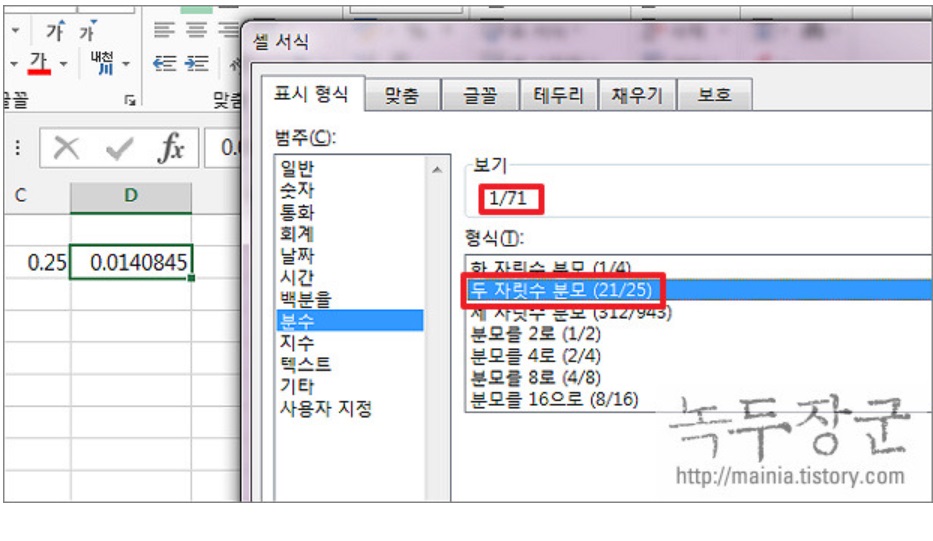 가 가
가 내천
川
글꼴 맞춤
fx 0.0
C D
0.25 0.0140845
셀 서식
표시 형식 맞춤 글꼴 테두리 채우기 보호
범주(C):
일반
숫자
통화
회계
날짜
시간
백분율
분수
지수
텍스트
기타
사용자 지정
보기
1/71
형식(T):
한 자릿수 분모 (1/4)
두 자릿수 분모 (21/25)
세 자릿수 분모 (312/943)
분모를 2로 (1/2)
분모를 4로 (2/4)
분모를 8로 (4/8)
분모를 16으로 (8/16)
녹두장군
http://mainia.tistory.com